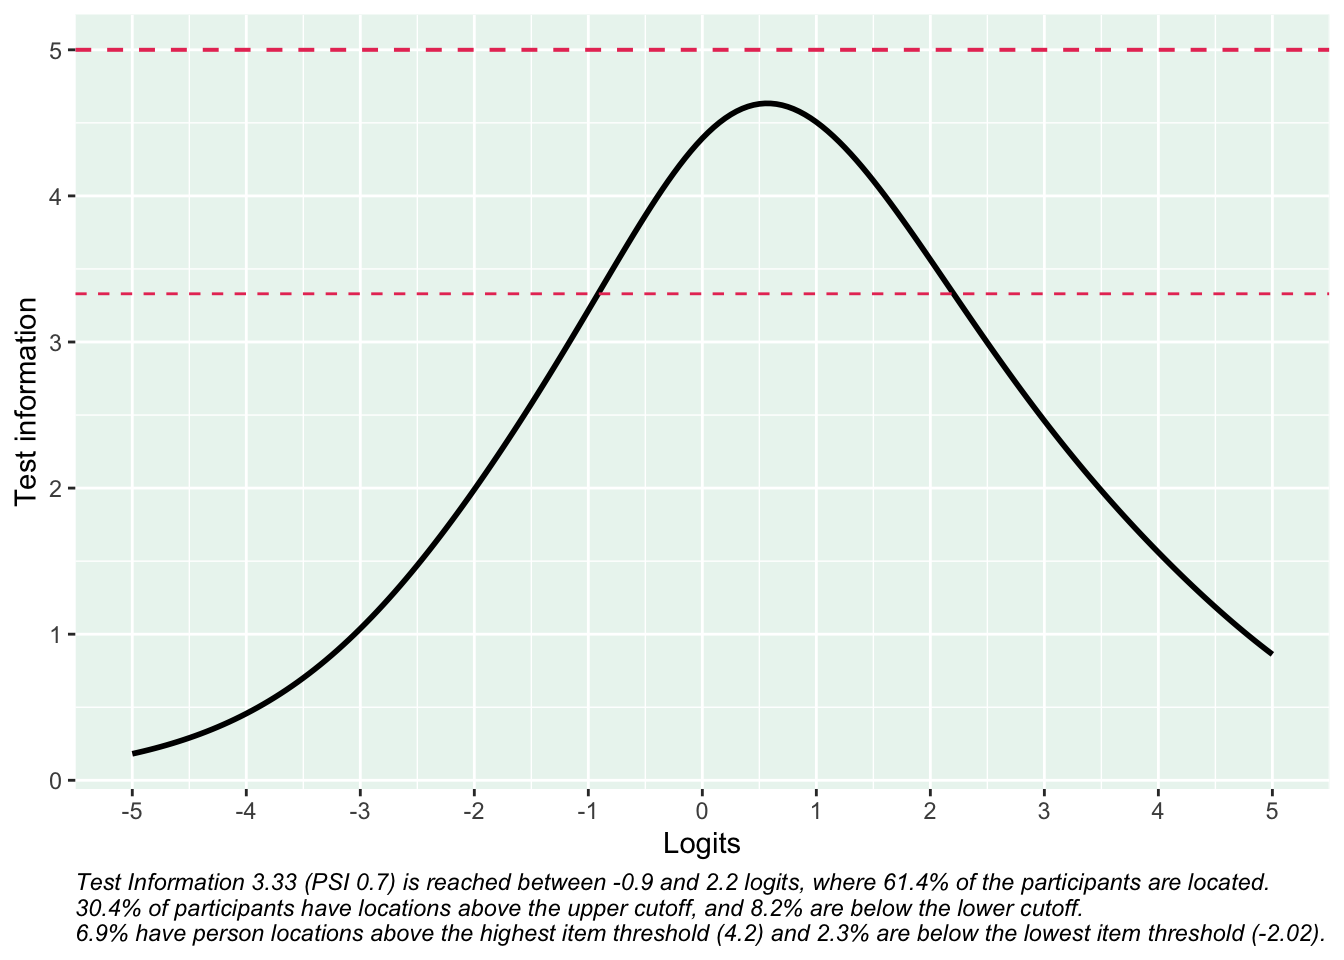 5
4
3
2
1
0
Test information
-5 -4 -3 -2 -1 0 1 2 3 4 5
Logits
Test Information 3.33 (PSI 0.7) is reached between -0.9 and 2.2 logits, where 61.4% of the participants are located.
30.4% of participants have locations above the upper cutoff, and 8.2% are below the lower cutoff.
6.9% have person locations above the highest item threshold (4.2) and 2.3% are below the lowest item threshold (-2.02).